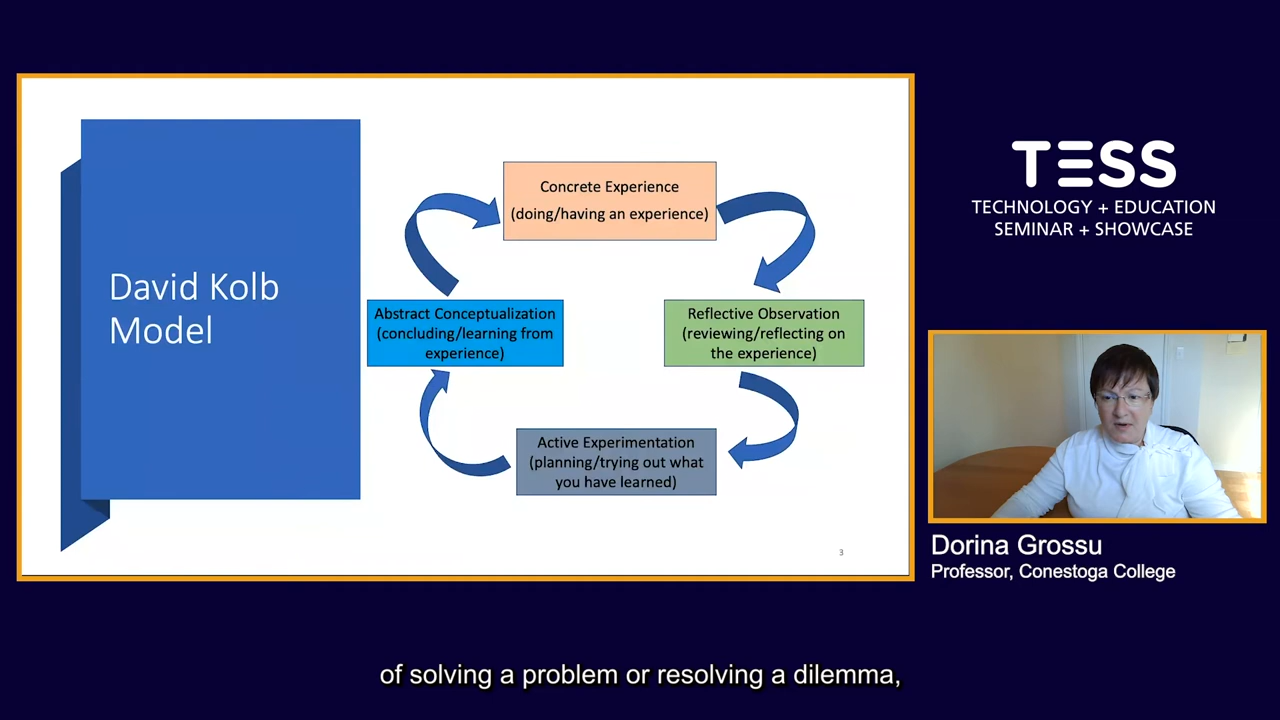 David Kolb
Model
Concrete Experience
(doing/having an experience)
Abstract Conceptualization
(concluding/learning from
experience)
Reflective Observation
(reviewing/reflecting on
the experience)
Active Experimentation
(planning/trying out what
you have learned)
3
TESS
TECHNOLOGY + EDUCATION
SEMINAR + SHOWCASE
Dorina Grossu
Professor, Conestoga College
of solving a problem or resolving a dilemma,